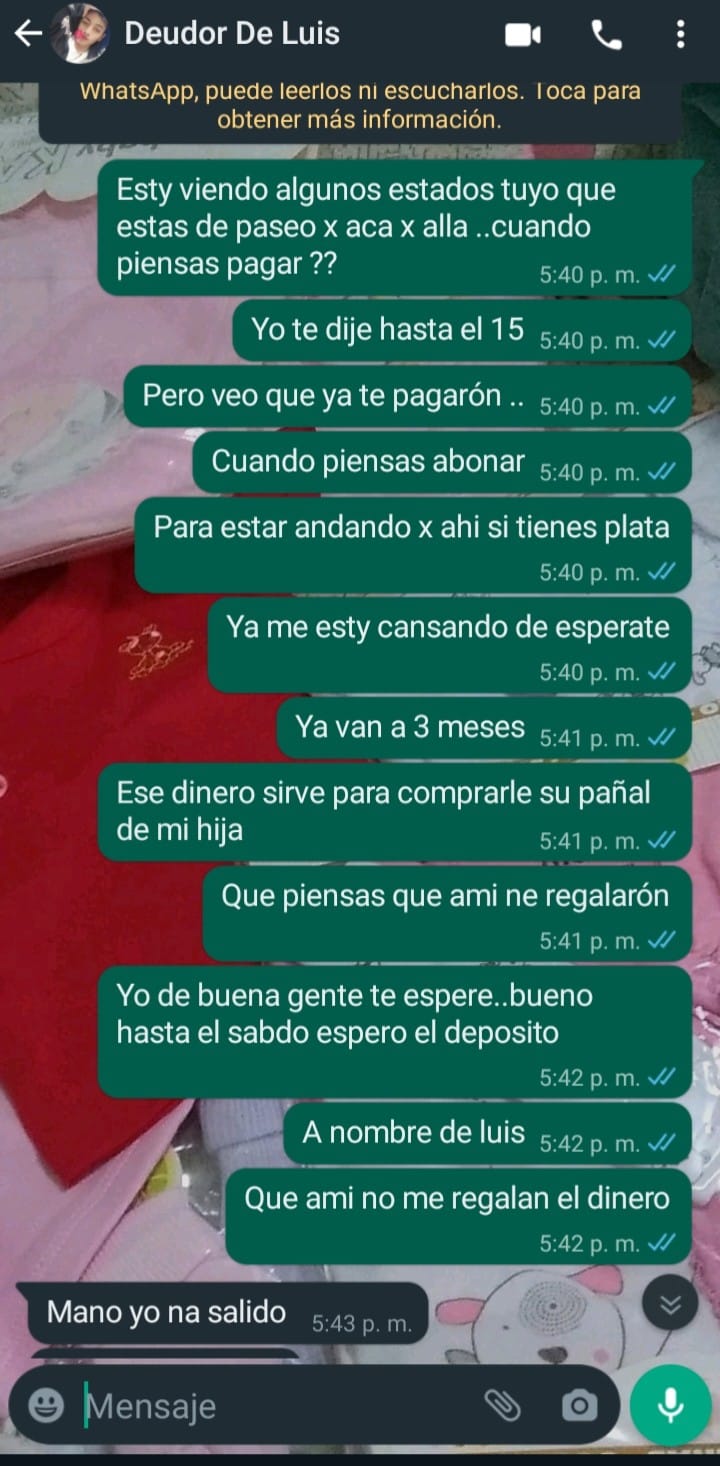 Deudor De Luis
WhatsApp, puede leerlos ni escucharlos. Toca para
obtener más información.
Esty viendo algunos estados tuyo que
estas de paseo x aca x alla ..cuando
piensas pagar ??
5:40 p. m.
Yo te dije hasta el 15 5:40 p. m.
Pero veo que ya te pagarón .. 5:40 p. m.
Cuando piensas abonar 5:40 p. m.
Para estar andando x ahi si tienes plata
5:40 p. m.
Ya me esty cansando de esperate
5:40 p. m.
Ya van a 3 meses 5:41 p. m.
Ese dinero sirve para comprarle su pañal
de mi hija 5:41 p. m.
Que piensas que ami ne regalarón
5:41 p. m.
Yo de buena gente te espere..bueno
hasta el sabdo espero el deposito
5:42 p. m.
A nombre de luis 5:42 p. m.
Que ami no me regalan el dinero
5:42 p. m.
Mano yo na salido 5:43 p. m.
Mensaje